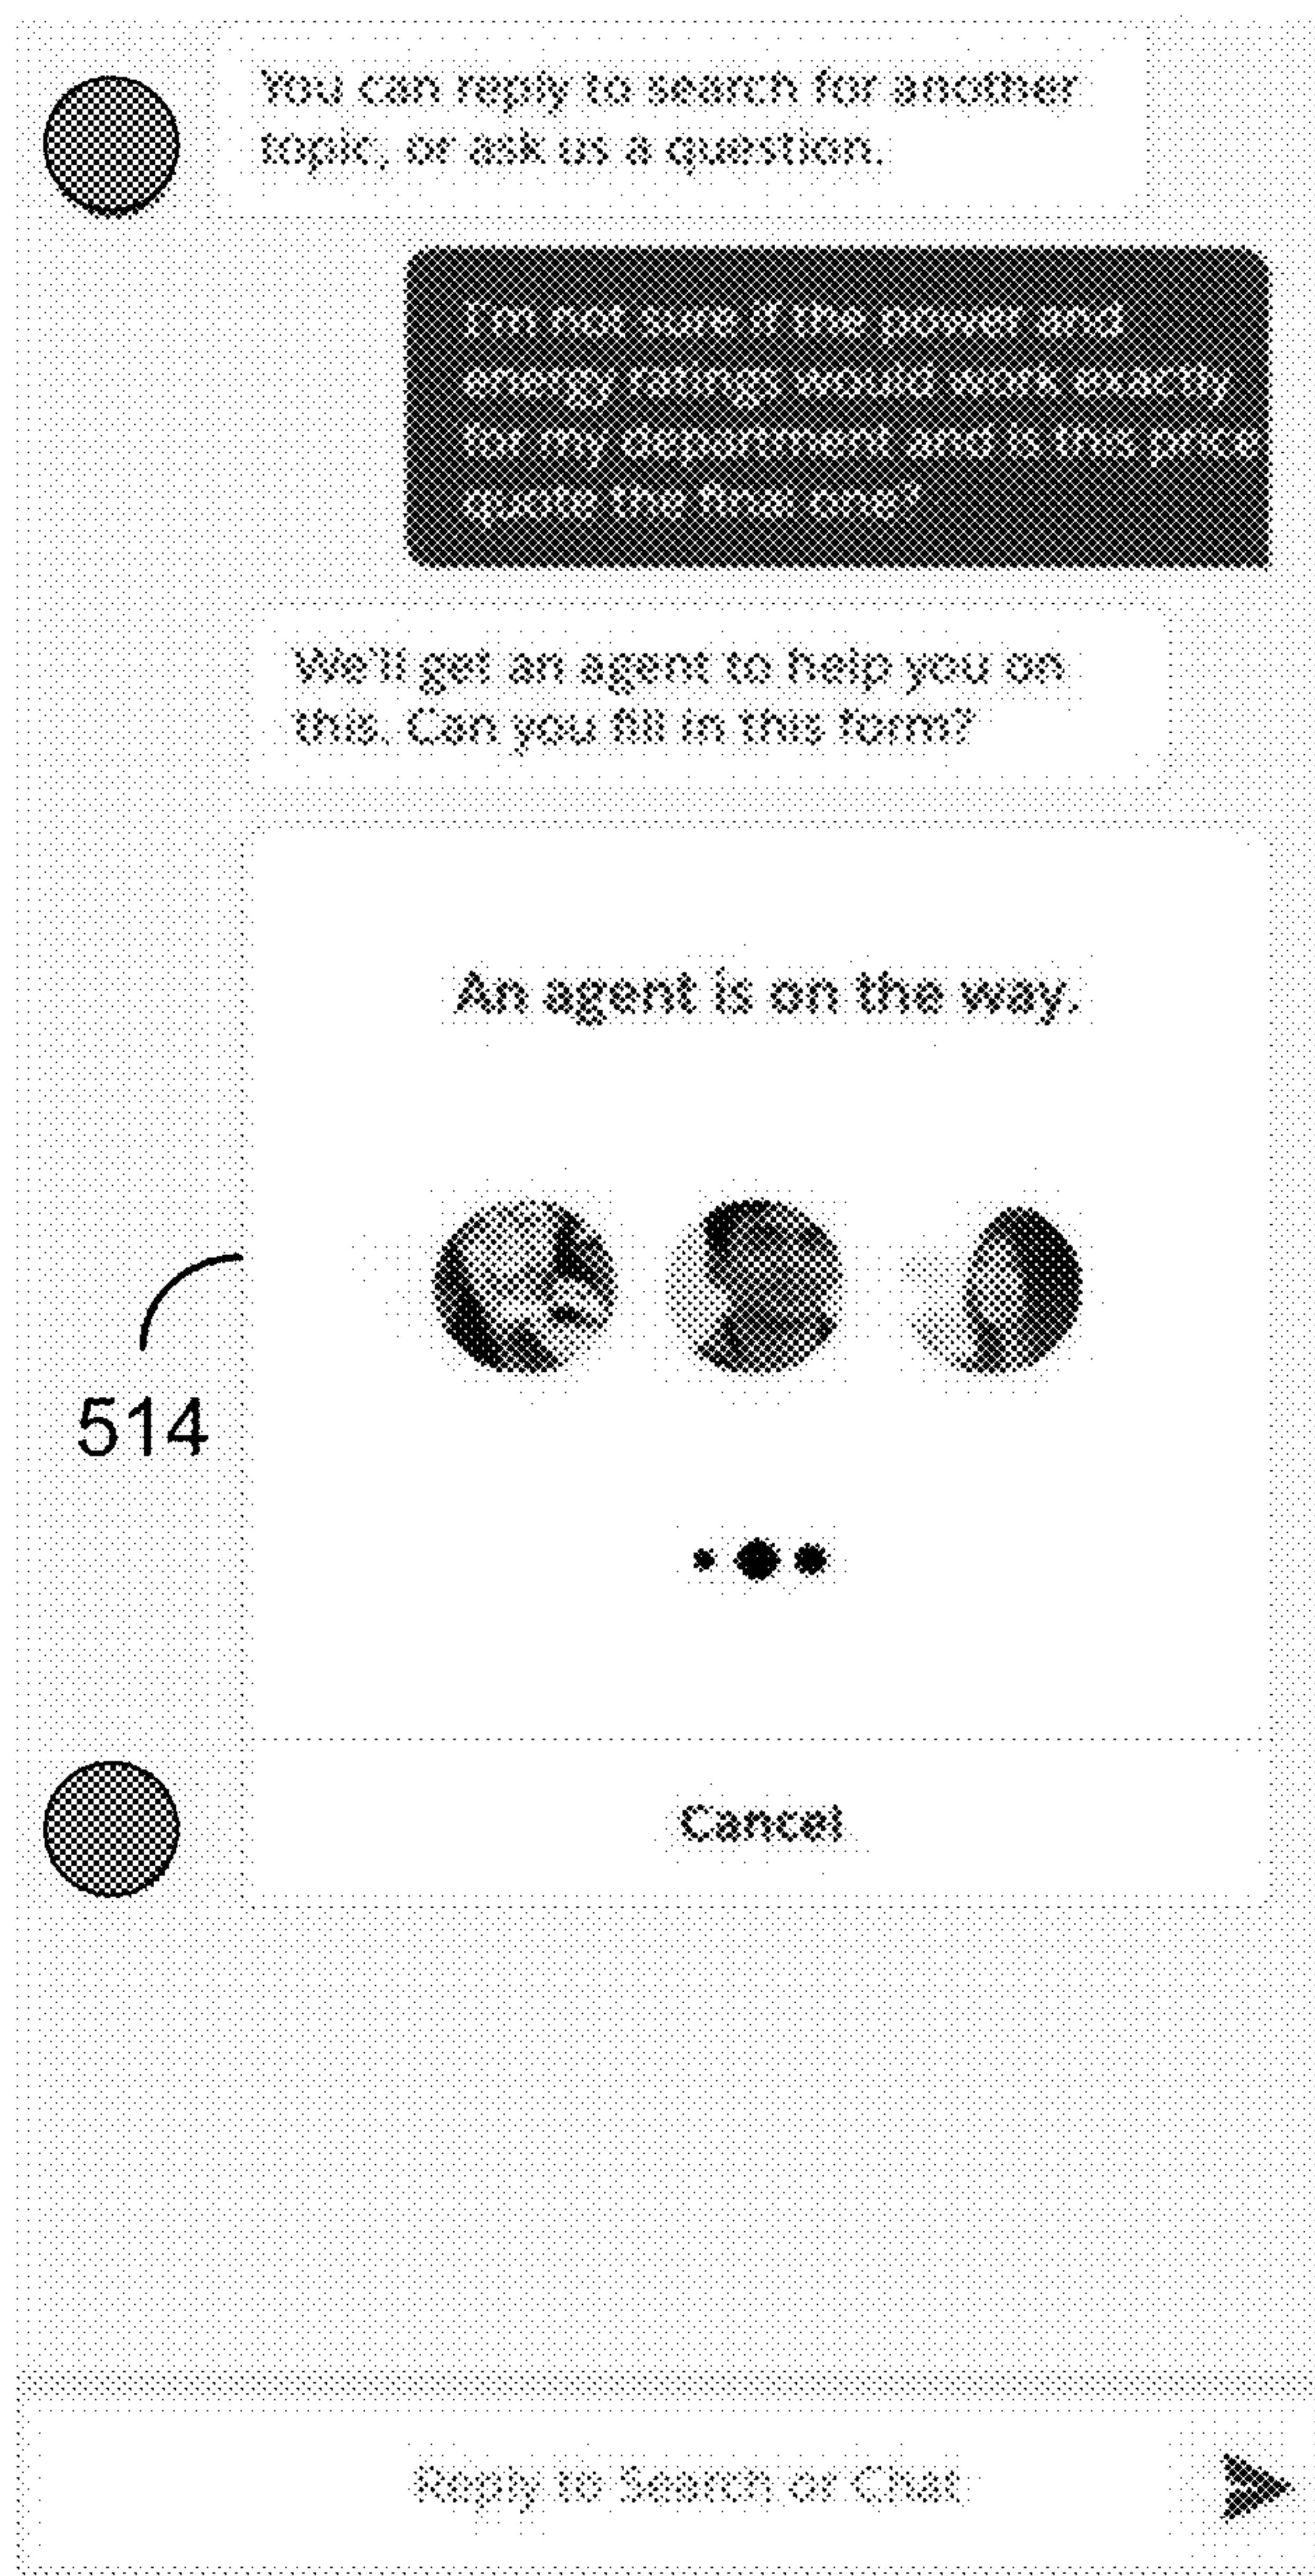 You can reply to search for another
topic, or ask us a question.
I'm not sure if the power and
energy ratings would work exactly
for my department and is this price
quote the final one?
We'll get an agent to help you on
this. Can you fill in this form?
An agent is on the way.
514
Cancel
Reply to Search or Chat